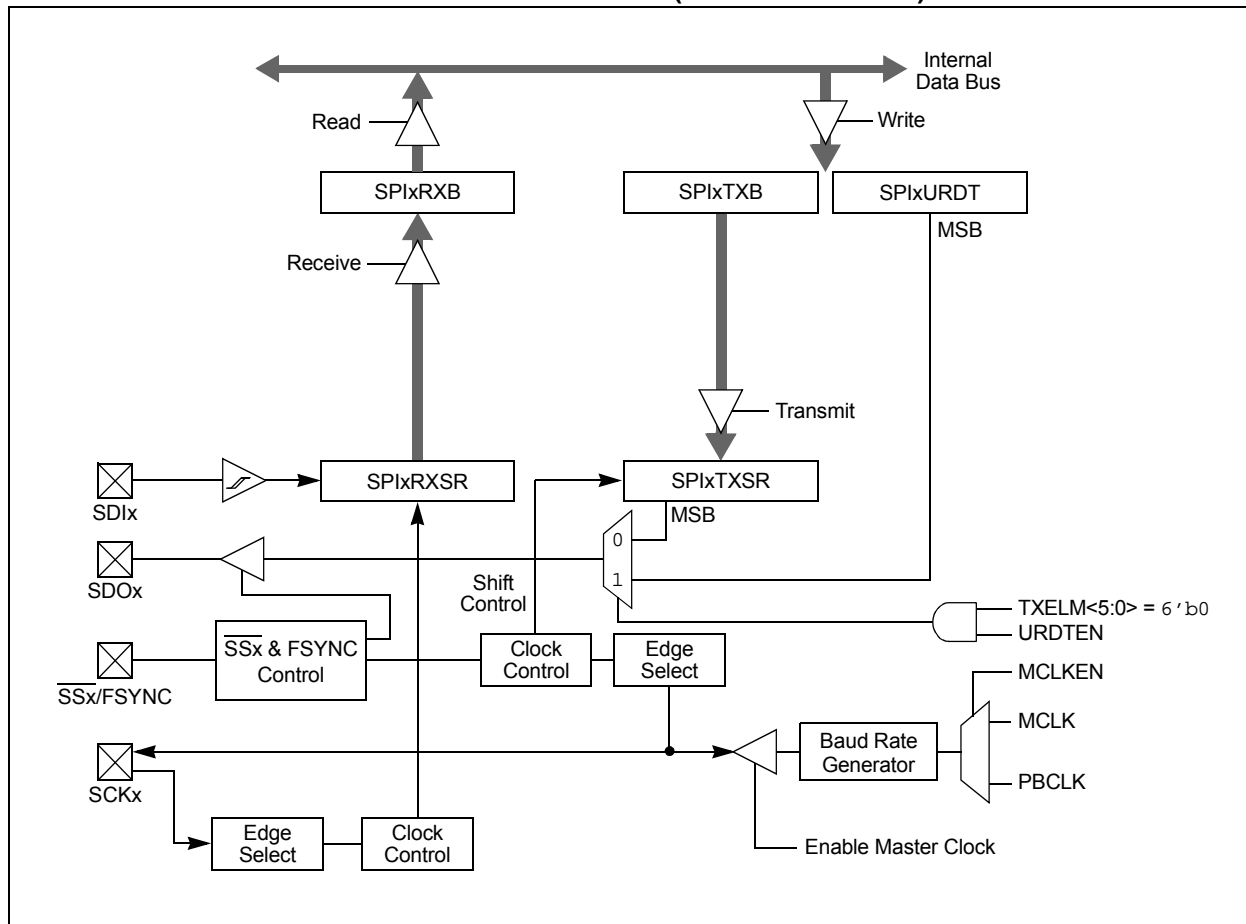 Internal
Data Bus
Read
Write
SPIxRXB
SPIxTXB
SPIxURDT
MSB
Receive
Transmit
SPIxRXSR
SPIxTXSR
SDIx
MSB
0
SDOx
1
Shift
Control
TXELM<5:0> = 6'b0
URDTEN
SSx & FSYNC
Control
Clock
Control
Edge
Select
SSx/FSYNC
MCLKEN
MCLK
Baud Rate
Generator
PBCLK
SCKx
Edge
Select
Clock
Control
Enable Master Clock